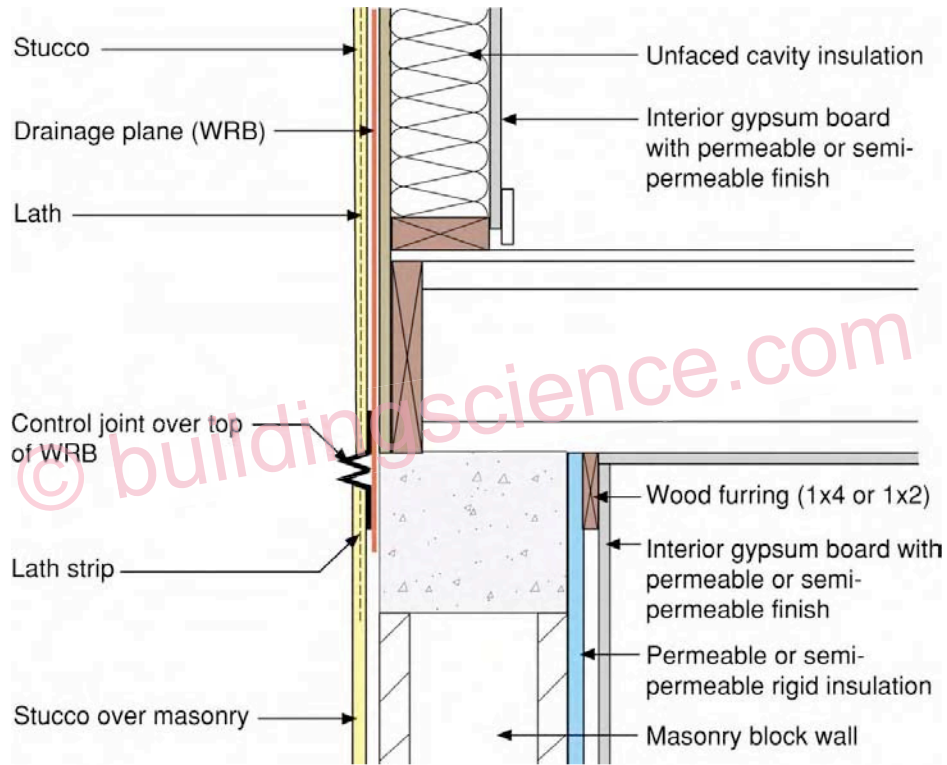 Stucco
Drainage plane (WRB)
Lath
Control joint over top
of WRB
Lath strip
Stucco over masonry
Unfaced cavity insulation
Interior gypsum board
with permeable or semi-
permeable finish
Wood furring (1x4 or 1x2)
Interior gypsum board with
permeable or semi-
permeable finish
Permeable or semi-
permeable rigid insulation
Masonry block wall
© buildingscience.com